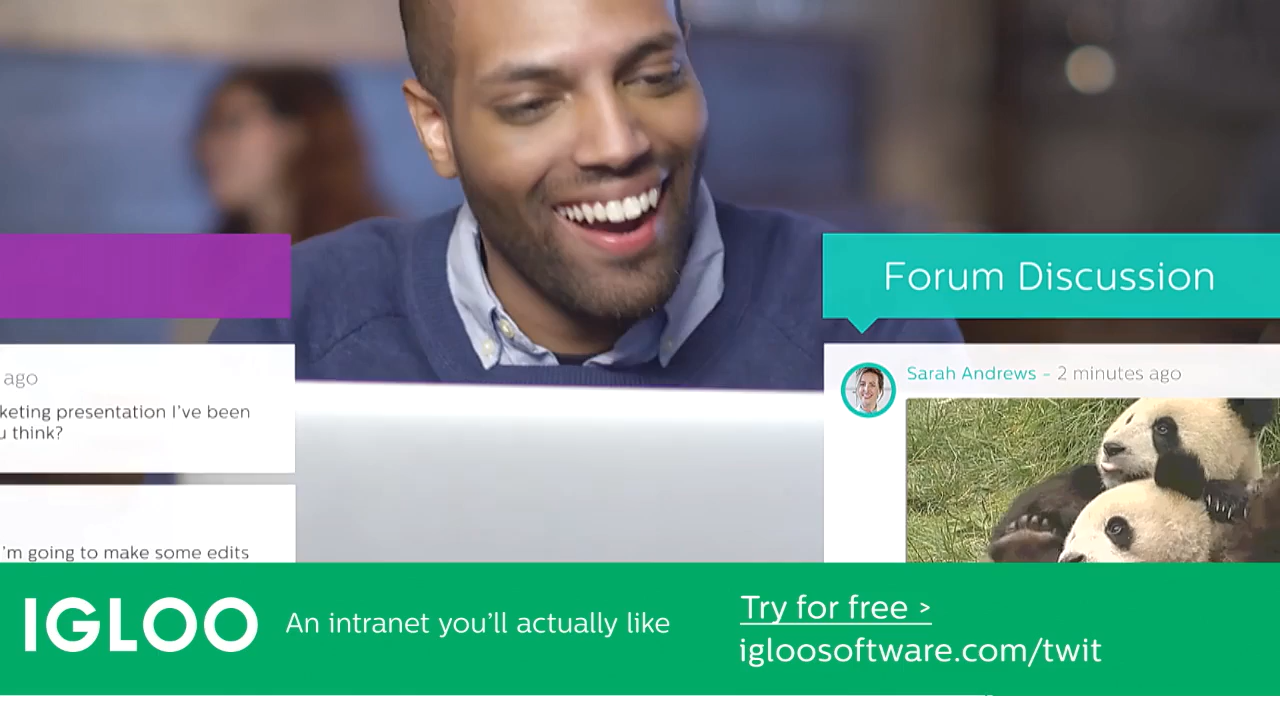 Forum Discussion
ago
Sarah Andrews – 2 minutes ago
keting presentation I've been
u think?
'm going to make some edits
IGLOO
An intranet you'll actually like
Try for free >
igloosoftware.com/twit